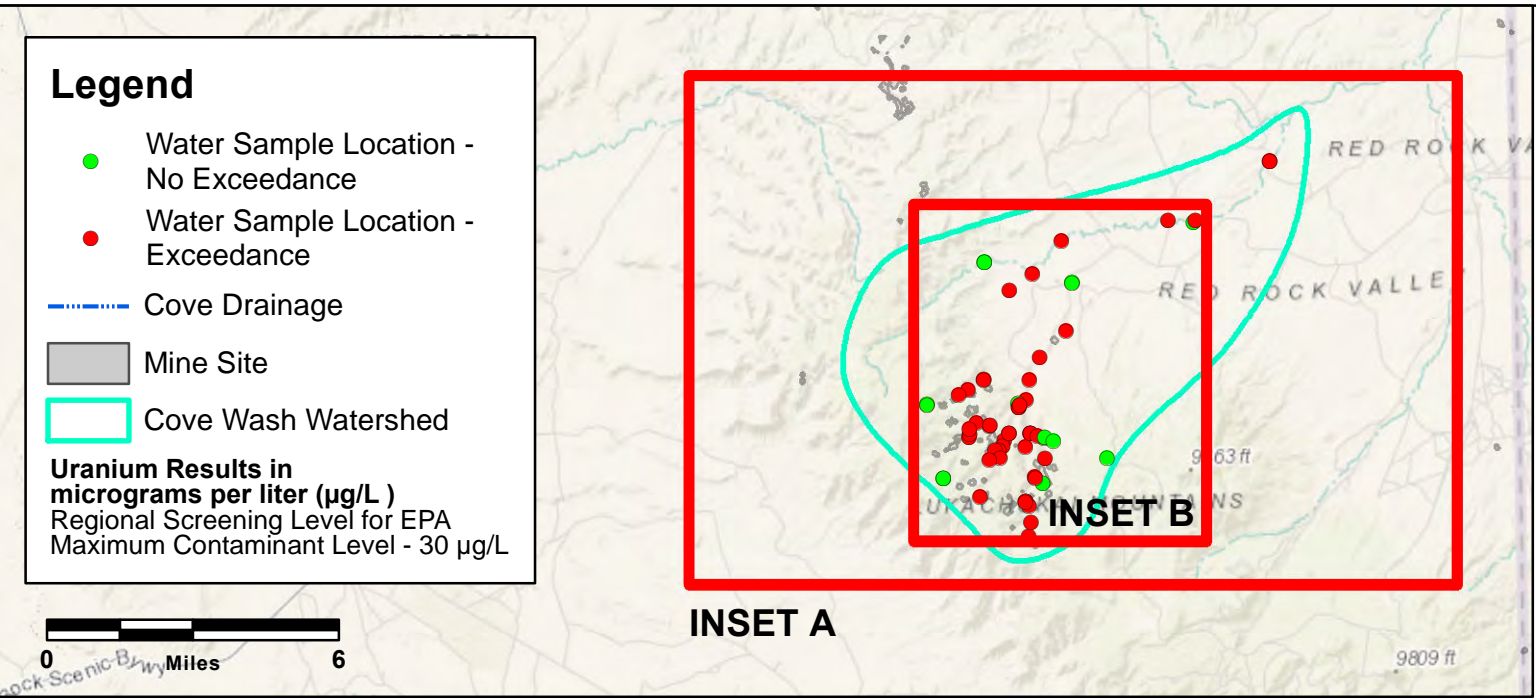 Legend
Water Sample Location -
No Exceedance
Water Sample Location -
Exceedance
Cove Drainage
Mine Site
Cove Wash Watershed
Uranium Results in
micrograms per liter (µg/L )
Regional Screening Level for EPA
Maximum Contaminant Level - 30 µg/L
0 Miles 6
RED ROCK
RED ROCK VALLE
MOUNTAINS
INSET B
INSET A
9809 ft